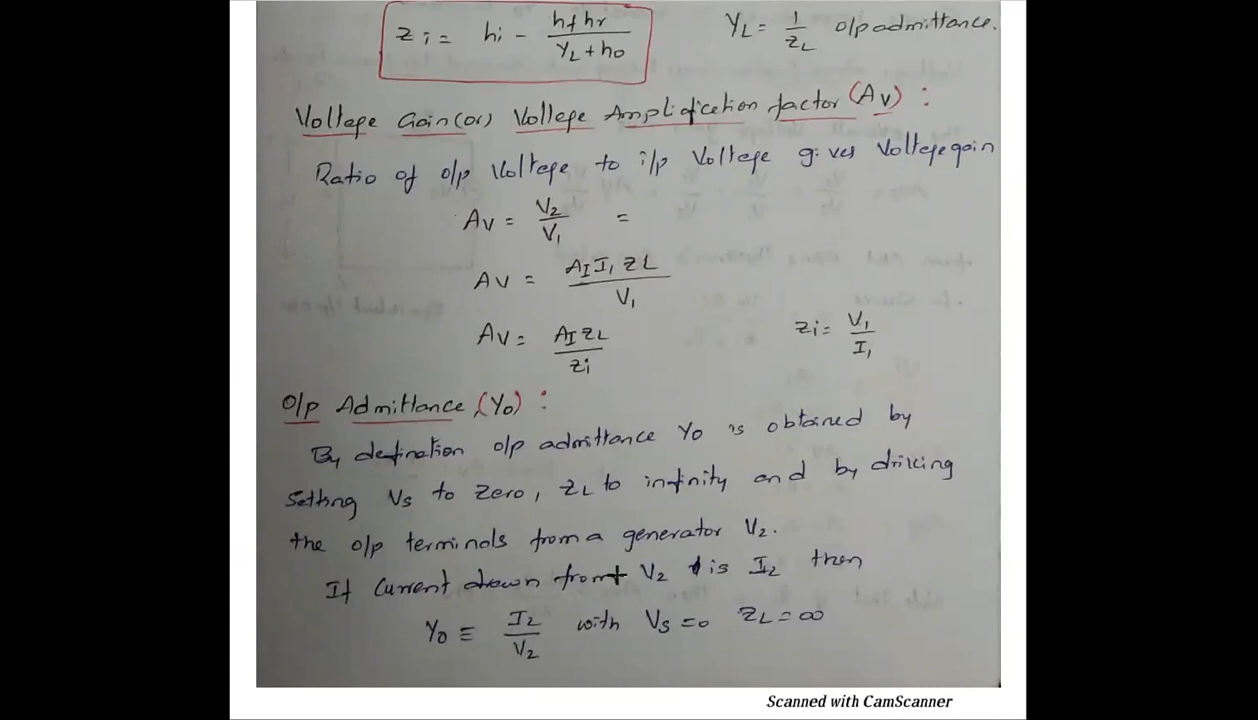 Zi = hi - hf hr / YL + ho YL = 1/ZL o/p admittance.
Voltage Gain (or) Voltage Amplification factor (Av) :
Ratio of o/p Voltage to i/p Voltage gives Voltage gain
Av = V2/V1 =
Av = AI I1 ZL / V1
Av = AI ZL / Zi Zi = V1/I1
O/p Admittance (Yo) :
By defination o/p admittance Yo is obtained by
Setting Vs to Zero, ZL to infinity and by driving
the o/p terminals from a generator V2.
If Current drawn from V2 is I2 then
Yo ≡ I2/V2 with Vs = 0 ZL = ∞
Scanned with CamScanner